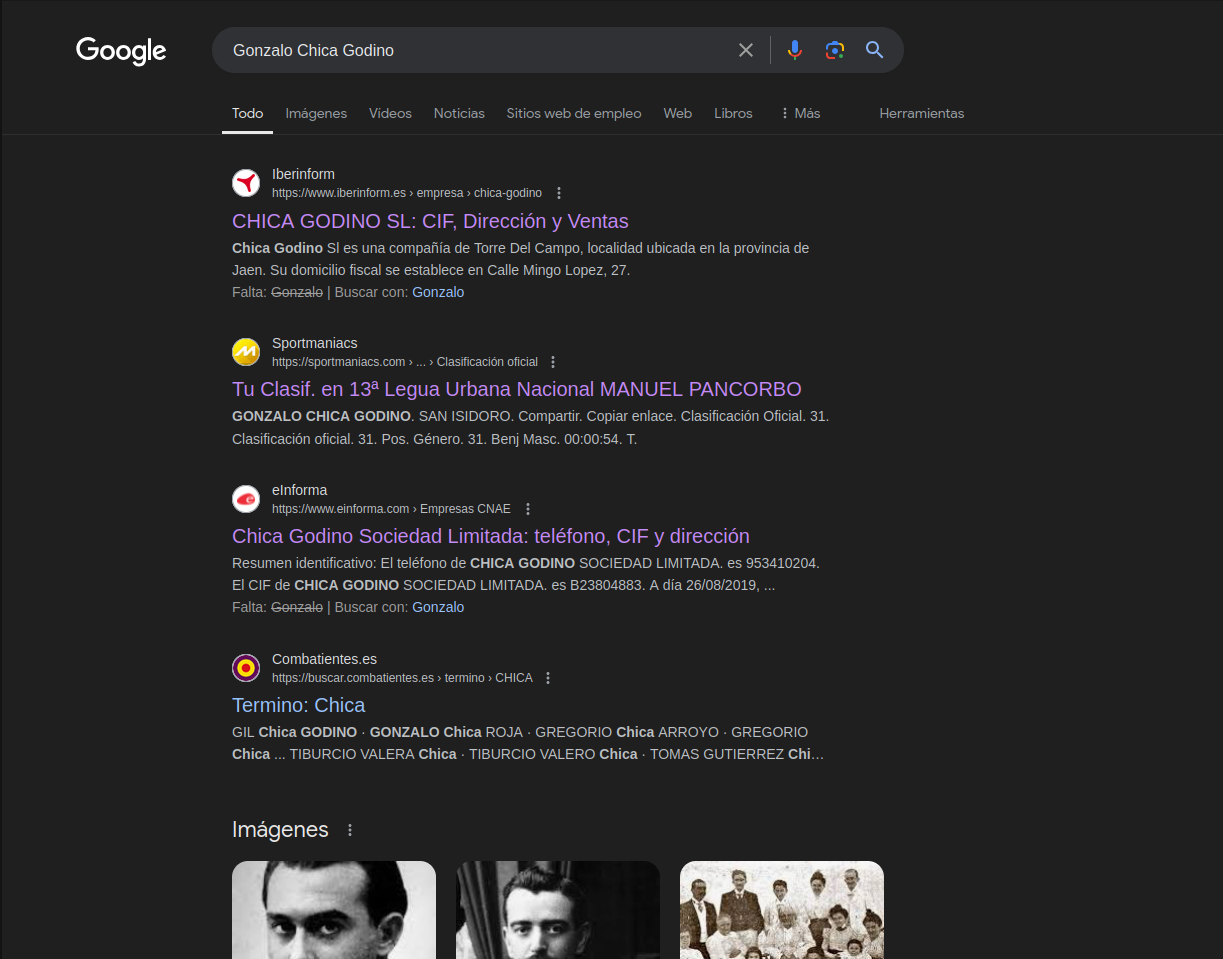 Google
Gonzalo Chica Godino
Todo Imágenes Vídeos Noticias Sitios web de empleo Web Libros Más Herramientas
Iberinform
https://www.iberinform.es › empresa › chica-godino
CHICA GODINO SL: CIF, Dirección y Ventas
Chica Godino Sl es una compañía de Torre Del Campo, localidad ubicada en la provincia de
Jaen. Su domicilio fiscal se establece en Calle Mingo Lopez, 27.
Falta: Gonzalo | Buscar con: Gonzalo
Sportmaniacs
https://sportmaniacs.com › ... › Clasificación oficial
Tu Clasif. en 13ª Legua Urbana Nacional MANUEL PANCORBO
GONZALO CHICA GODINO. SAN ISIDORO. Compartir. Copiar enlace. Clasificación Oficial. 31.
Clasificación oficial. 31. Pos. Género. 31. Benj Masc. 00:00:54. T.
eInforma
https://www.einforma.com › Empresas CNAE
Chica Godino Sociedad Limitada: teléfono, CIF y dirección
Resumen identificativo: El teléfono de CHICA GODINO SOCIEDAD LIMITADA. es 953410204.
El CIF de CHICA GODINO SOCIEDAD LIMITADA. es B23804883. A día 26/08/2019, ...
Falta: Gonzalo | Buscar con: Gonzalo
Combatientes.es
https://buscar.combatientes.es › termino › CHICA
Termino: Chica
GIL Chica GODINO · GONZALO Chica ROJA · GREGORIO Chica ARROYO · GREGORIO
Chica ... TIBURCIO VALERA Chica · TIBURCIO VALERO Chica · TOMAS GUTIERREZ Chi…
Imágenes